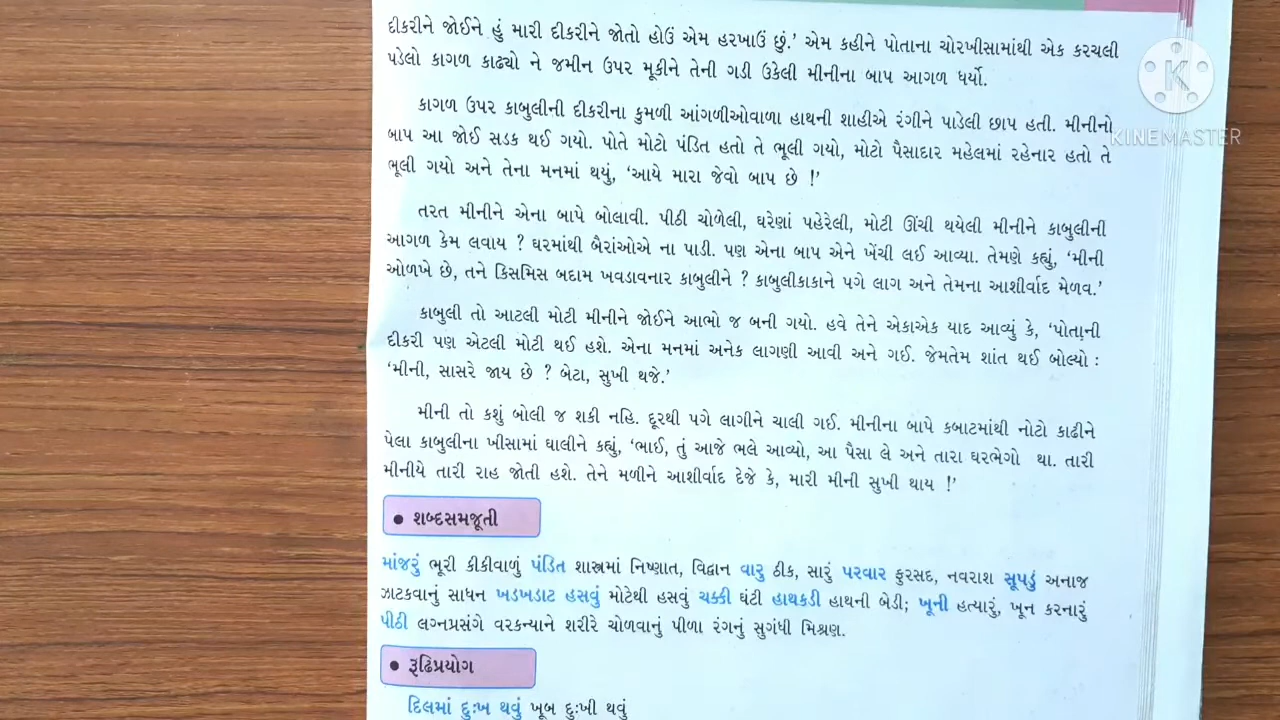 દીકરીને જોઈને હું મારી દીકરીને જોતો હોઉં એમ હરખાઉં છું.’ એમ કહીને પોતાના ચોરખીસામાંથી એક કરચલી
પડેલો કાગળ કાઢ્યો ને જમીન ઉપર મૂકીને તેની ગડી ઉકેલી મીનીના બાપ આગળ ધર્યો.
કાગળ ઉપર કાબુલીની દીકરીના કુમળી આંગળીઓવાળા હાથની શાહીએ રંગીને પાડેલી છાપ હતી. મીનીનો
બાપ આ જોઈ સડક થઈ ગયો. પોતે મોટો પંડિત હતો તે ભૂલી ગયો, મોટો પૈસાદાર મહેલમાં રહેનાર હતો તે
ભૂલી ગયો અને તેના મનમાં થયું, ‘આયે મારા જેવો બાપ છે !’
તરત મીનીને એના બાપે બોલાવી. પીઠી ચોળેલી, ઘરેણાં પહેરેલી, મોટી ઊંચી થયેલી મીનીને કાબુલીની
આગળ કેમ લવાય ? ઘરમાંથી બૈરાંઓએ ના પાડી. પણ એના બાપ એને ખેંચી લઈ આવ્યા. તેમણે કહ્યું, ‘મીની
ઓળખે છે, તને કિસમિસ બદામ ખવડાવનાર કાબુલીને ? કાબુલીકાકાને પગે લાગ અને તેમના આશીર્વાદ મેળવ.’
કાબુલી તો આટલી મોટી મીનીને જોઈને આભો જ બની ગયો. હવે તેને એકાએક યાદ આવ્યું કે, ‘પોતાની
દીકરી પણ એટલી મોટી થઈ હશે. એના મનમાં અનેક લાગણી આવી અને ગઈ. જેમતેમ શાંત થઈ બોલ્યો :
‘મીની, સાસરે જાય છે ? બેટા, સુખી થજે.’
મીની તો કશું બોલી જ શકી નહિ. દૂરથી પગે લાગીને ચાલી ગઈ. મીનીના બાપે કબાટમાંથી નોટો કાઢીને
પેલા કાબુલીના ખીસામાં ઘાલીને કહ્યું, ‘ભાઈ, તું આજે ભલે આવ્યો, આ પૈસા લે અને તારા ઘરભેગો થા. તારી
મીનીયે તારી રાહ જોતી હશે. તેને મળીને આશીર્વાદ દેજે કે, મારી મીની સુખી થાય !’
• શબ્દસમજૂતી
માંજરું ભૂરી કીકીવાળું પંડિત શાસ્ત્રમાં નિષ્ણાત, વિદ્વાન વારુ ઠીક, સારું પરવાર ફુરસદ, નવરાશ સૂપડું અનાજ
ઝાટકવાનું સાધન ખડખડાટ હસવું મોટેથી હસવું ચક્કી ઘંટી હાથકડી હાથની બેડી; ખૂની હત્યારું, ખૂન કરનારું
પીઠી લગ્નપ્રસંગે વરકન્યાને શરીરે ચોળવાનું પીળા રંગનું સુગંધી મિશ્રણ.
• રૂઢિપ્રયોગ
દિલમાં દુઃખ થવું ખૂબ દુઃખી થવું
K
KINEMASTER